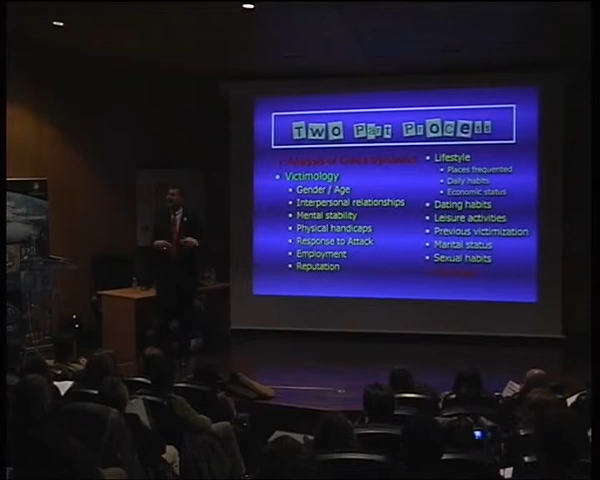 Two Part Process
Victimology
Gender / Age
Interpersonal relationships
Mental stability
Physical handicaps
Response to Attack
Employment
Reputation
Lifestyle
Places frequented
Daily habits
Economic status
Dating habits
Leisure activities
Previous victimization
Marital status
Sexual habits